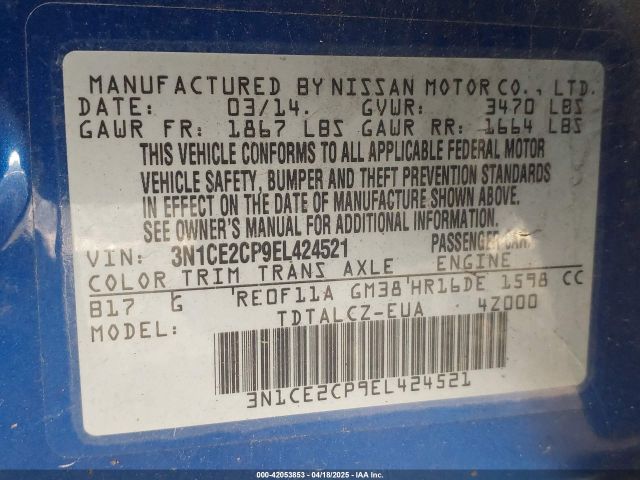 MANUFACTURED BY NISSAN MOTOR CO., LTD.
DATE: 03/14. GVWR: 3470 LBS
GAWR FR: 1867 LBS GAWR RR: 1664 LBS
THIS VEHICLE CONFORMS TO ALL APPLICABLE FEDERAL MOTOR
VEHICLE SAFETY, BUMPER AND THEFT PREVENTION STANDARDS
IN EFFECT ON THE DATE OF MANUFACTURE SHOWN ABOVE.
SEE OWNER'S MANUAL FOR ADDITIONAL INFORMATION.
VIN: 3N1CE2CP9EL424521 PASSENGER CAR
COLOR TRIM TRANS AXLE ENGINE
B17 G RE0F11A GM38 HR16DE 1598 CC
MODEL: TDTALCZ-EUA 4Z000
3N1CE2CP9EL424521
000-42053853 - 04/18/2025 - IAA Inc.